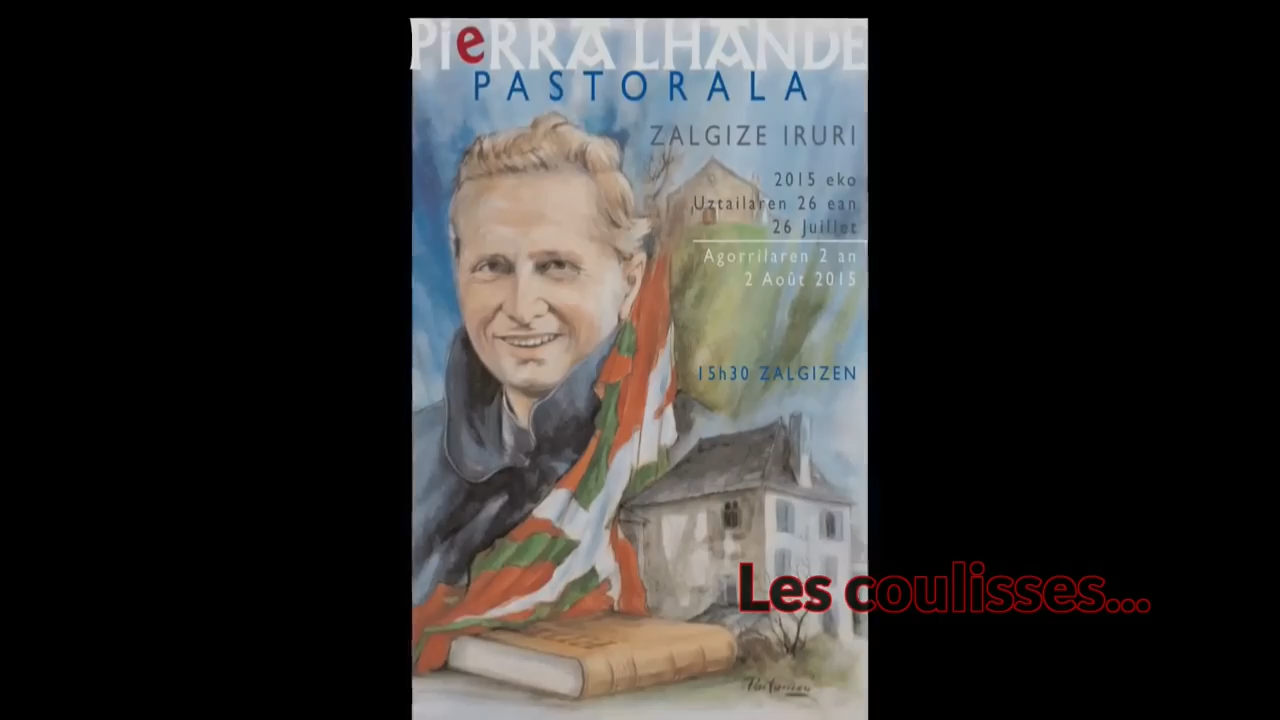 PieRRA LHANDE
PASTORALA
ZALGIZE IRURI
2015 eko
Uztailaren 26 ean
26 Juillet
Agorrilaren 2 an
2 Août 2015
15h30 ZALGIZEN
Les coulisses...